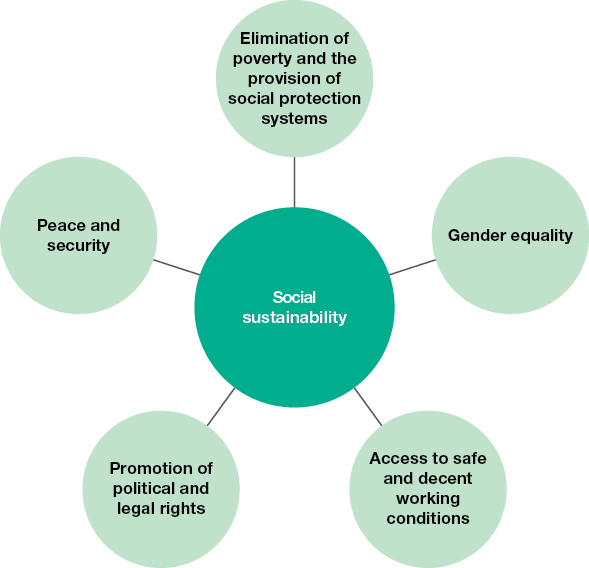 Elimination of
poverty and the
provision of
social protection
systems
Peace and
security
Gender equality
Social
sustainability
Promotion of
political and
legal rights
Access to safe
and decent
working
conditions